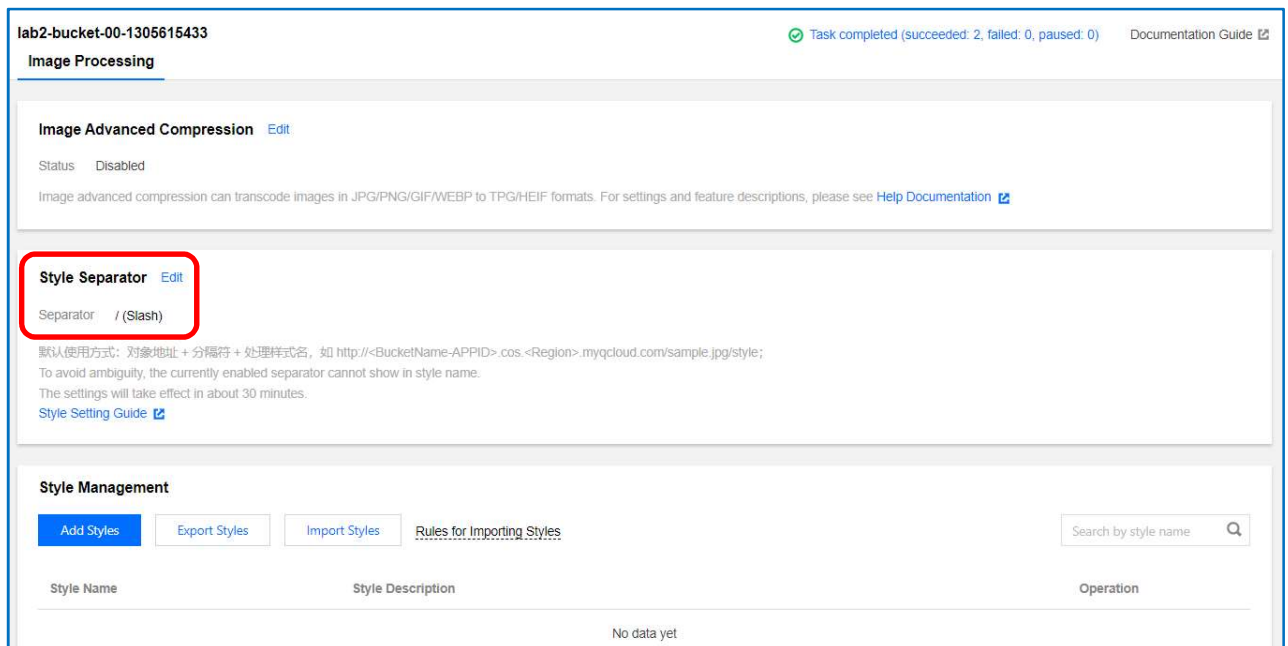 lab2-bucket-00-1305615433
Task completed (succeeded: 2, failed: 0, paused: 0) Documentation Guide
Image Processing
Image Advanced Compression Edit
Status Disabled
Image advanced compression can transcode images in JPG/PNG/GIF/WEBP to TPG/HEIF formats. For settings and feature descriptions, please see Help Documentation
Style Separator Edit
Separator / (Slash)
默认使用方式：对象地址 + 分隔符 + 处理样式名，如 http://<BucketName-APPID>.cos.<Region>.myqcloud.com/sample.jpg/style;
To avoid ambiguity, the currently enabled separator cannot show in style name.
The settings will take effect in about 30 minutes.
Style Setting Guide
Style Management
Add Styles Export Styles Import Styles Rules for Importing Styles Search by style name
Style Name Style Description Operation
No data yet